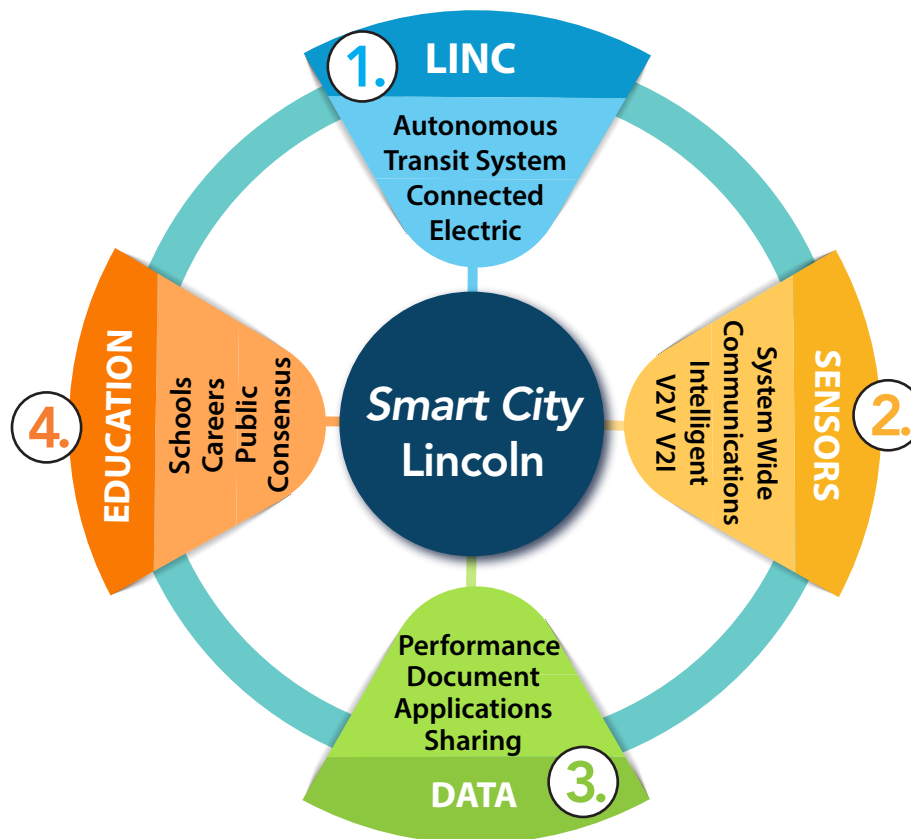 1.
LINC
Autonomous
Transit System
Connected
Electric
2.
SENSORS
System Wide
Communications
Intelligent
V2V V2I
3.
DATA
Performance
Document
Applications
Sharing
4.
EDUCATION
Schools
Careers
Public
Consensus
Smart City
Lincoln